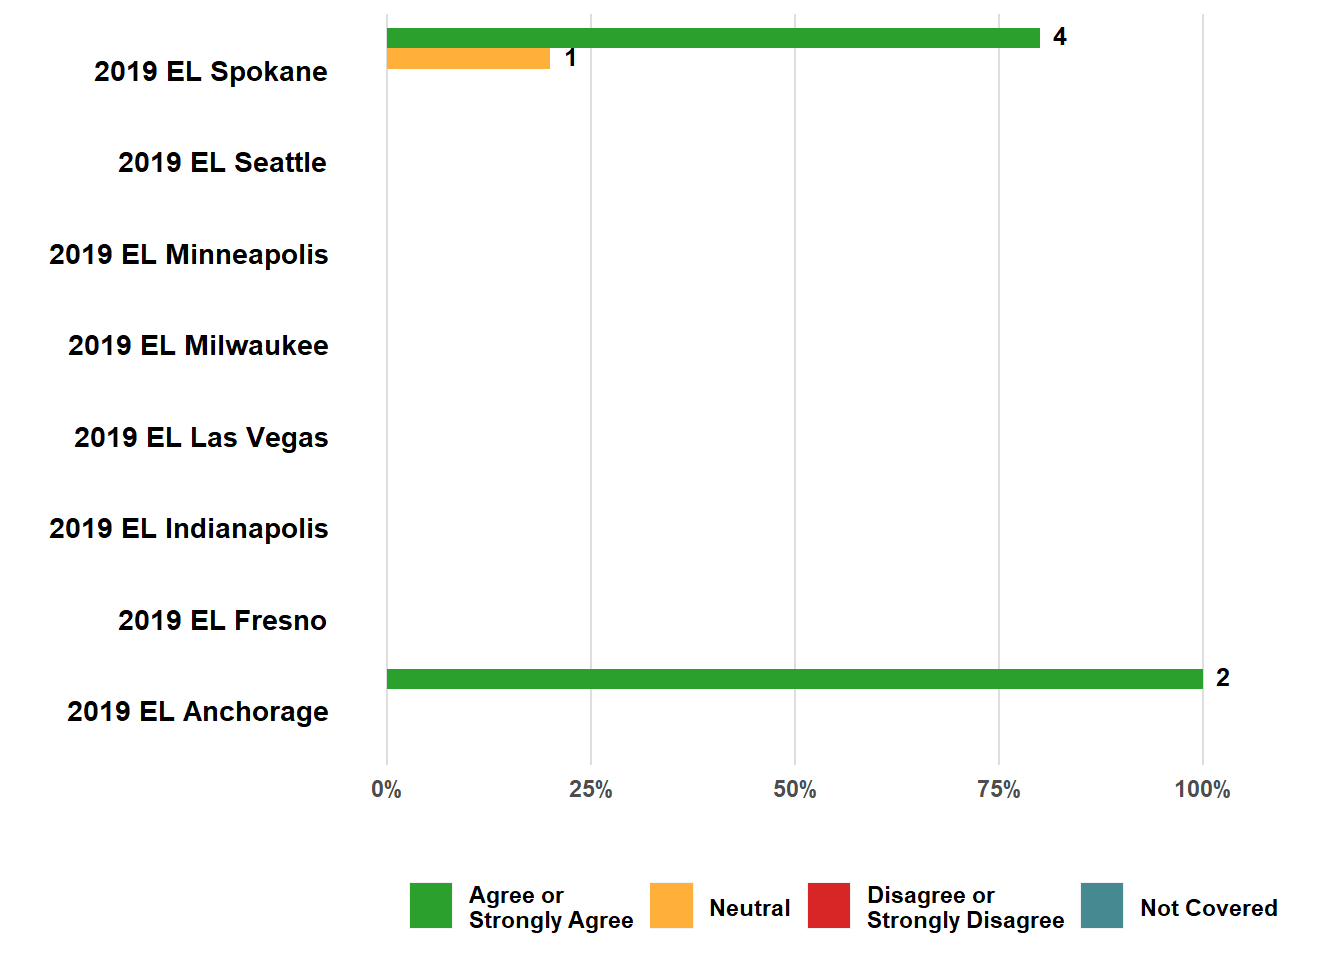 4
1
2019 EL Spokane
2019 EL Seattle
2019 EL Minneapolis
2019 EL Milwaukee
2019 EL Las Vegas
2019 EL Indianapolis
2019 EL Fresno
2
2019 EL Anchorage
0% 25% 50% 75% 100%
Agree or
Strongly Agree
Neutral
Disagree or
Strongly Disagree
Not Covered